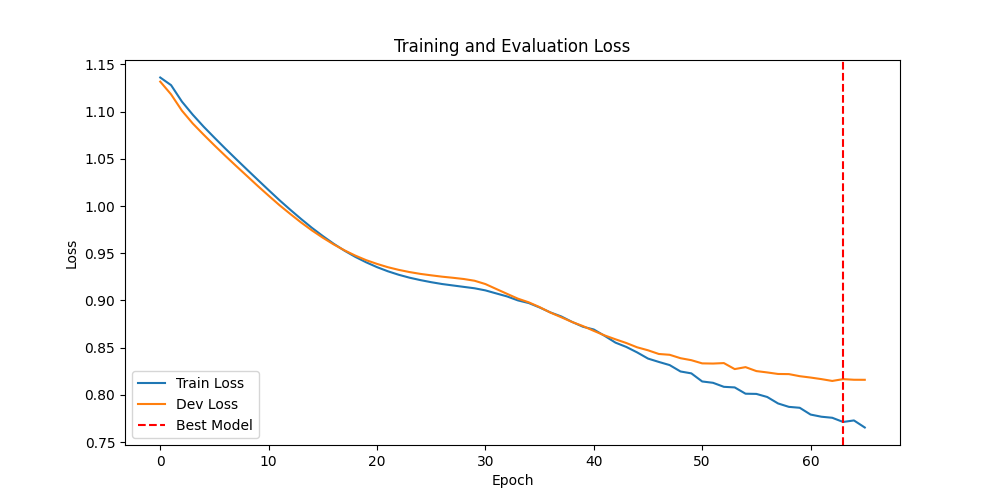 Training and Evaluation Loss
1.15
1.10
1.05
1.00
0.95
0.90
0.85
0.80
0.75
Loss
Train Loss
Dev Loss
Best Model
0 10 20 30 40 50 60
Epoch